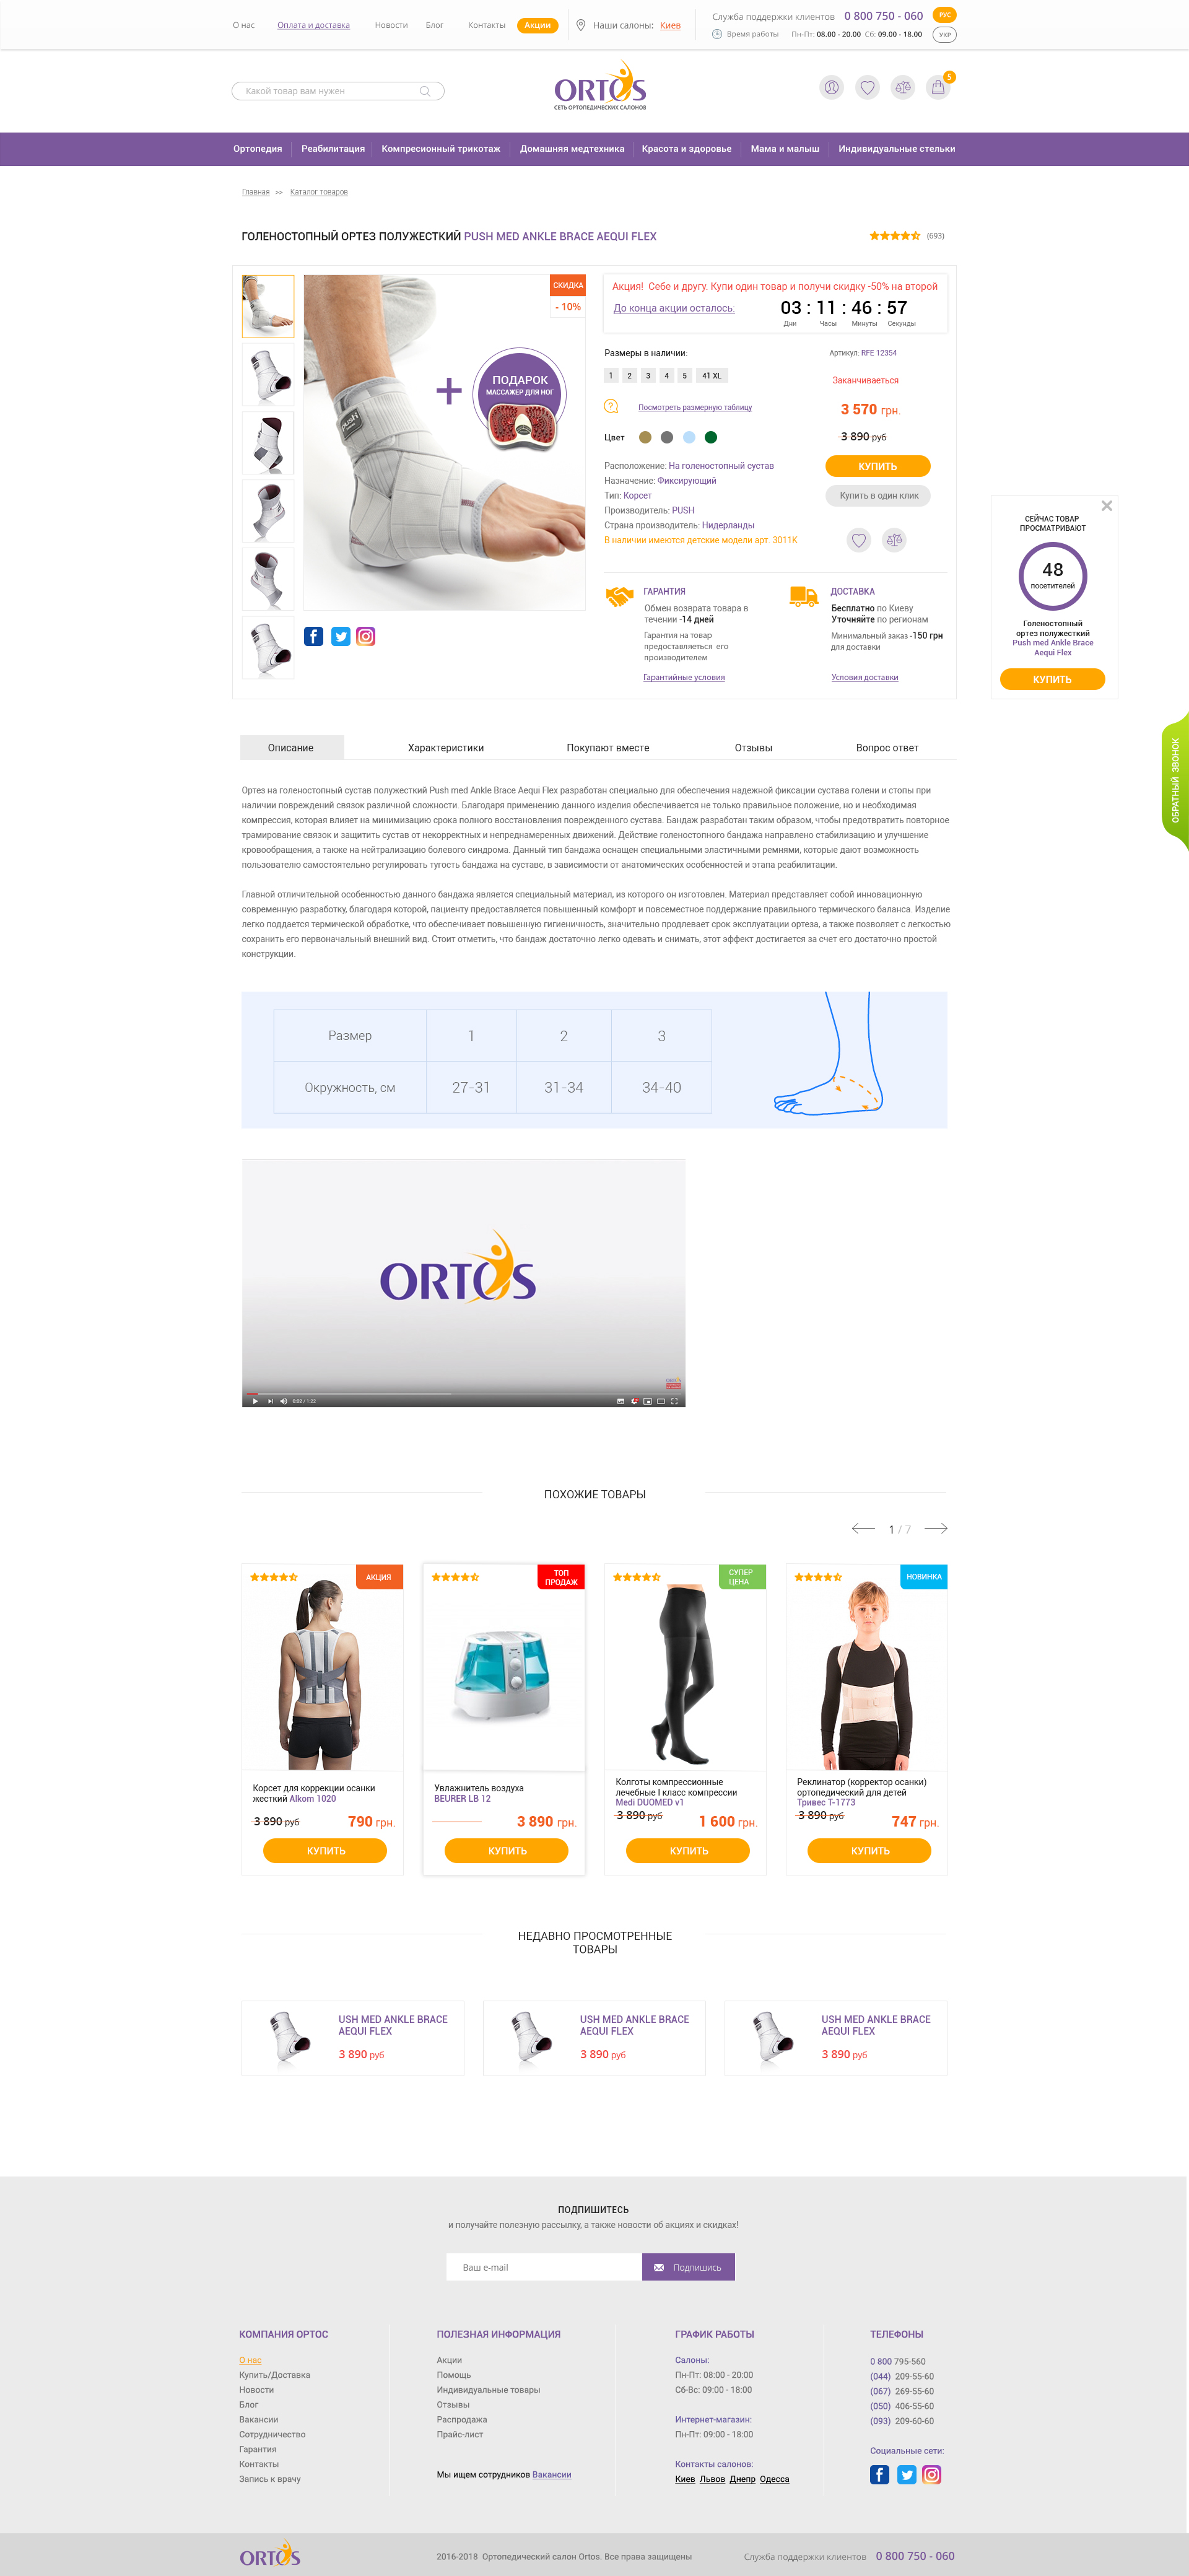 О нас
Оплата и доставка
Новости
Блог
Контакты
Акции
Наши салоны: Киев
Служба поддержки клиентов 0 800 750 - 060
Время работы Пн-Пт: 08.00 - 20.00 Сб: 09.00 - 18.00
РУС
УКР
Какой товар вам нужен
ORTOS
СЕТЬ ОРТОПЕДИЧЕСКИХ САЛОНОВ
5
Ортопедия
Реабилитация
Компресионный трикотаж
Домашняя медтехника
Красота и здоровье
Мама и малыш
Индивидуальные стельки
Главная >> Каталог товаров
ГОЛЕНОСТОПНЫЙ ОРТЕЗ ПОЛУЖЕСТКИЙ PUSH MED ANKLE BRACE AEQUI FLEX
(693)
СКИДКА
- 10%
+
ПОДАРОК
МАССАЖЕР ДЛЯ НОГ
push
Акция! Себе и другу. Купи один товар и получи скидку -50% на второй
До конца акции осталось:
03 : 11 : 46 : 57
Дни Часы Минуты Секунды
Размеры в наличии:
1 2 3 4 5 41 XL
Посмотреть размерную таблицу
Цвет
Расположение: На голеностопный сустав
Назначение: Фиксирующий
Тип: Корсет
Производитель: PUSH
Страна производитель: Нидерланды
В наличии имеются детские модели арт. 3011К
Артикул: RFE 12354
Заканчиваеться
3 570 грн.
3 890 руб
КУПИТЬ
Купить в один клик
ГАРАНТИЯ
Обмен возврата товара в
течении -14 дней
Гарантия на товар
предоставляеться его
производителем
Гарантийные условия
ДОСТАВКА
Бесплатно по Киеву
Уточняйте по регионам
Минимальный заказ -150 грн
для доставки
Условия доставки
СЕЙЧАС ТОВАР
ПРОСМАТРИВАЮТ
48
посетителей
Голеностопный
ортез полужесткий
Push med Ankle Brace
Aequi Flex
КУПИТЬ
ОБРАТНЫЙ ЗВОНОК
Описание
Характеристики
Покупают вместе
Отзывы
Вопрос ответ
Ортез на голеностопный сустав полужесткий Push med Ankle Brace Aequi Flex разработан специально для обеспечения надежной фиксации сустава голени и стопы при
наличии повреждений связок различной сложности. Благодаря применению данного изделия обеспечивается не только правильное положение, но и необходимая
компрессия, которая влияет на минимизацию срока полного восстановления поврежденного сустава. Бандаж разработан таким образом, чтобы предотвратить повторное
трамирование связок и защитить сустав от некорректных и непреднамеренных движений. Действие голеностопного бандажа направлено стабилизацию и улучшение
кровообращения, а также на нейтрализацию болевого синдрома. Данный тип бандажа оснащен специальными эластичными ремнями, которые дают возможность
пользователю самостоятельно регулировать тугость бандажа на суставе, в зависимости от анатомических особенностей и этапа реабилитации.
Главной отличительной особенностью данного бандажа является специальный материал, из которого он изготовлен. Материал представляет собой инновационную
современную разработку, благодаря которой, пациенту предоставляется повышенный комфорт и повсеместное поддержание правильного термического баланса. Изделие
легко поддается термической обработке, что обеспечивает повышенную гигиеничность, значительно продлевает срок эксплуатации ортеза, а также позволяет с легкостью
сохранить его первоначальный внешний вид. Стоит отметить, что бандаж достаточно легко одевать и снимать, этот эффект достигается за счет его достаточно простой
конструкции.
Размер 1 2 3
Окружность, см 27-31 31-34 34-40
ORTOS
0:02 / 1:22
ПОХОЖИЕ ТОВАРЫ
1 / 7
АКЦИЯ
Корсет для коррекции осанки
жесткий Alkom 1020
3 890 руб 790 грн.
КУПИТЬ
ТОП
ПРОДАЖ
Увлажнитель воздуха
BEURER LB 12
3 890 грн.
КУПИТЬ
СУПЕР
ЦЕНА
Колготы компрессионные
лечебные I класс компрессии
Medi DUOMED v1
3 890 руб 1 600 грн.
КУПИТЬ
НОВИНКА
Реклинатор (корректор осанки)
ортопедический для детей
Тривес Т-1773
3 890 руб 747 грн.
КУПИТЬ
НЕДАВНО ПРОСМОТРЕННЫЕ
ТОВАРЫ
USH MED ANKLE BRACE
AEQUI FLEX
3 890 руб
USH MED ANKLE BRACE
AEQUI FLEX
3 890 руб
USH MED ANKLE BRACE
AEQUI FLEX
3 890 руб
ПОДПИШИТЕСЬ
и получайте полезную рассылку, а также новости об акциях и скидках!
Ваш e-mail
Подпишись
КОМПАНИЯ ОРТОС
О нас
Купить/Доставка
Новости
Блог
Вакансии
Сотрудничество
Гарантия
Контакты
Запись к врачу
ПОЛЕЗНАЯ ИНФОРМАЦИЯ
Акции
Помощь
Индивидуальные товары
Отзывы
Распродажа
Прайс-лист
Мы ищем сотрудников Вакансии
ГРАФИК РАБОТЫ
Салоны:
Пн-Пт: 08:00 - 20:00
Сб-Вс: 09:00 - 18:00
Интернет-магазин:
Пн-Пт: 09:00 - 18:00
Контакты салонов:
Киев Львов Днепр Одесса
ТЕЛЕФОНЫ
0 800 795-560
(044) 209-55-60
(067) 269-55-60
(050) 406-55-60
(093) 209-60-60
Социальные сети:
ORTOS
2016-2018 Ортопедический салон Ortos. Все права защищены
Служба поддержки клиентов 0 800 750 - 060